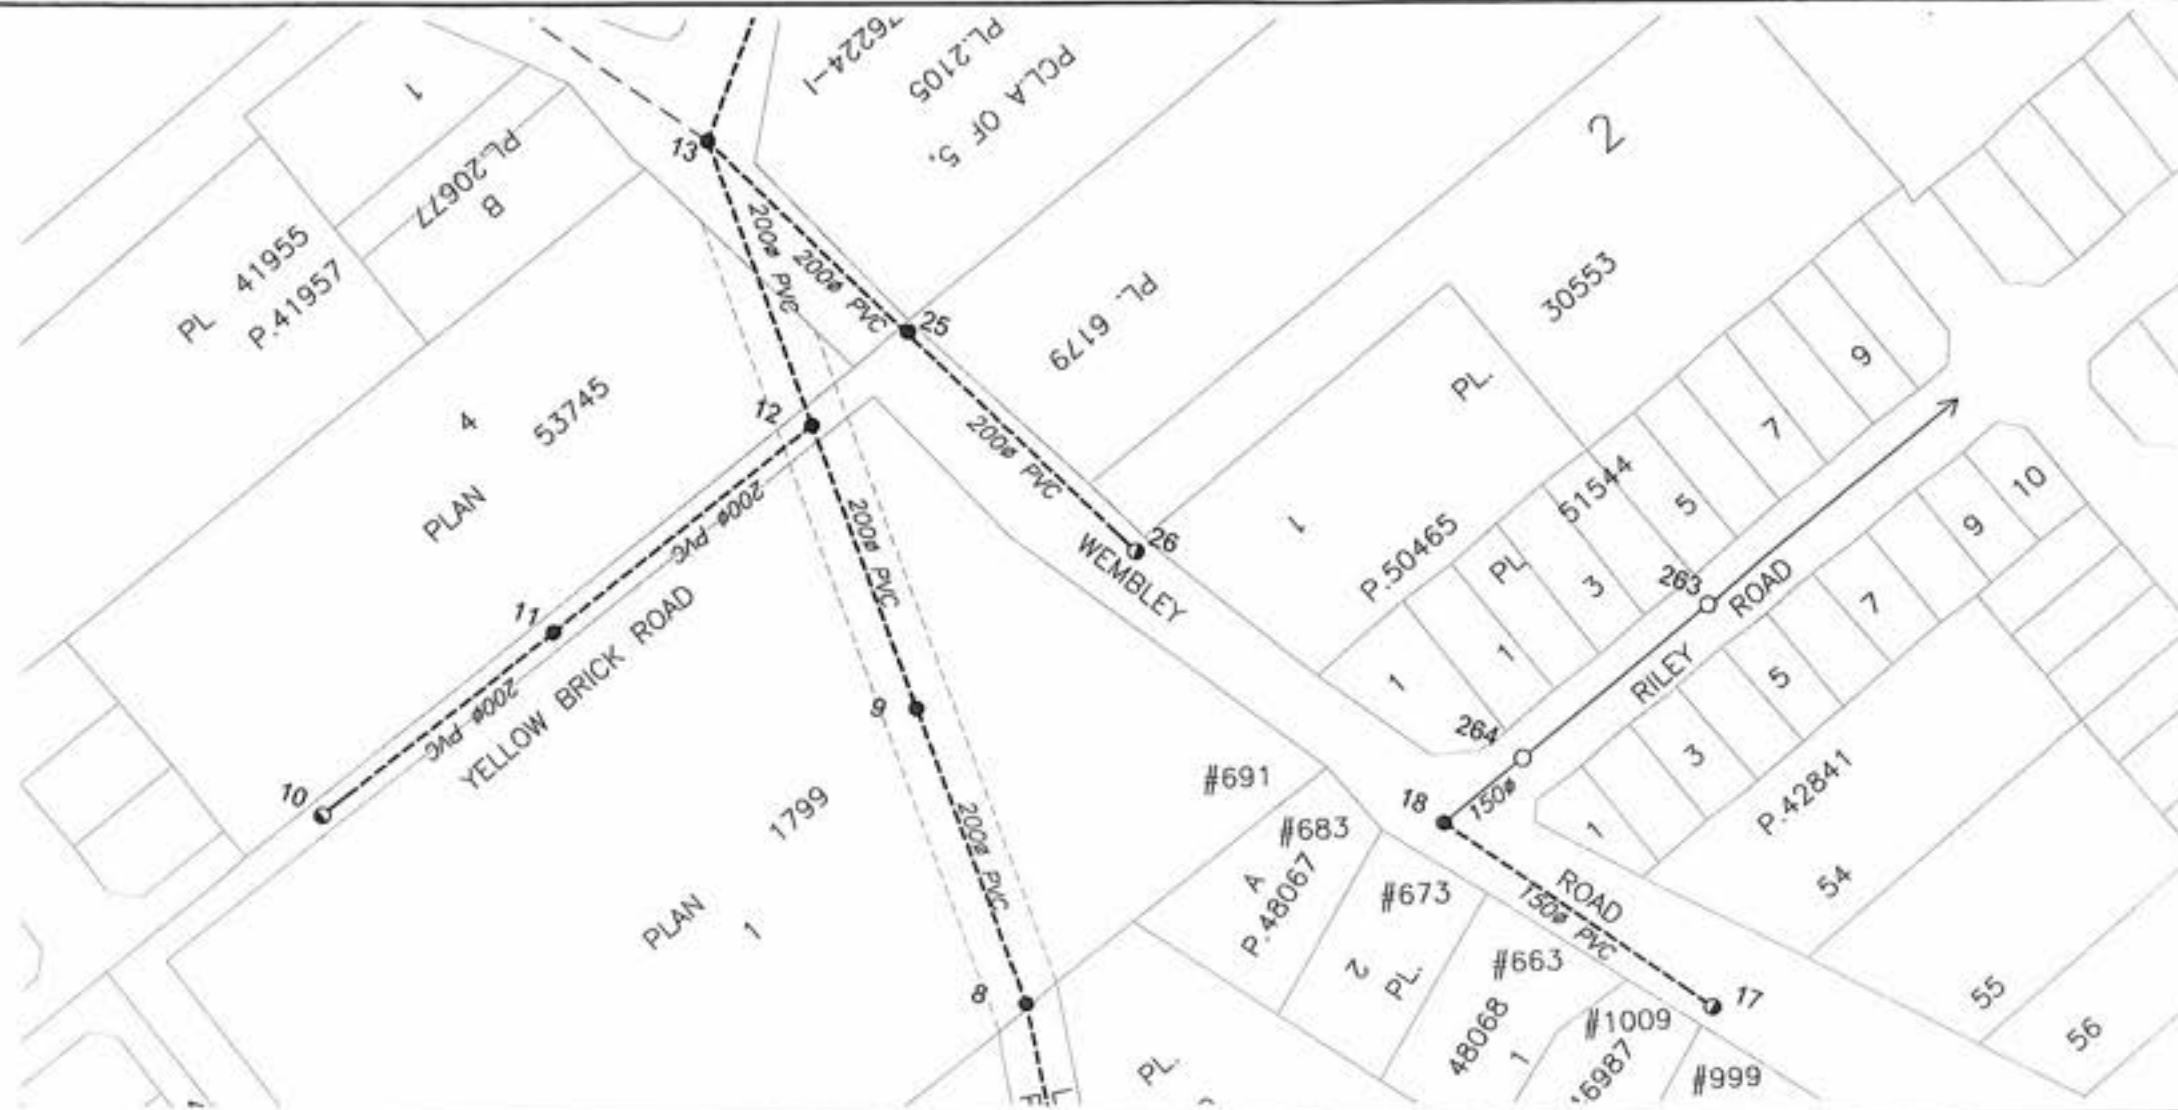 76224-I
PL.2105
PCL.A OF 5,
1
PL.20677
B
13
2
PL 41955
P.41957
200ø PVC
200ø PVC
25
PL. 6179
30553
4
53745
PLAN
12
PL.
9
7
5
51544
PL
3
1
1
P.50465
1
200ø PVC
26
WEMBLEY
200ø PVC
200ø PVC
11
200ø PVC
YELLOW BRICK ROAD
10
9
263
RILEY ROAD
264
10
9
7
5
3
1
P.42841
150ø
18
#691
#683
A
P.48067
#673
2
PL.
1799
PLAN
1
200ø PVC
8
ROAD
150ø PVC
#663
48068
1
17
#1009
#999
54
55
56
PL.